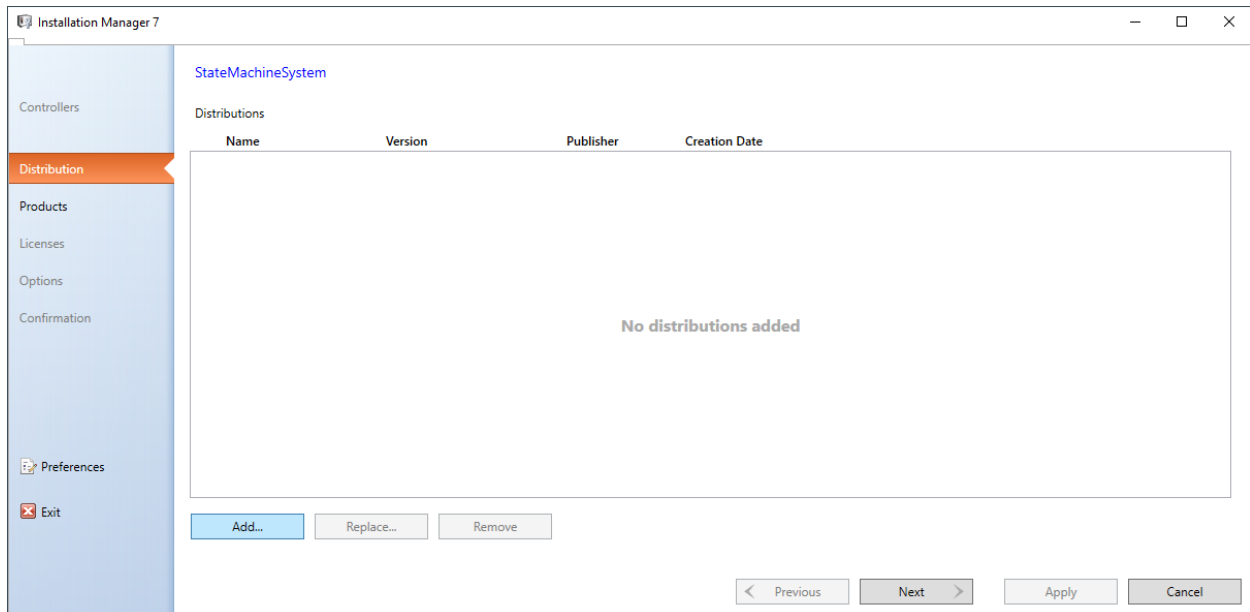 Installation Manager 7
StateMachineSystem
Controllers
Distributions
Name Version Publisher Creation Date
Distribution
Products
Licenses
Options
Confirmation
No distributions added
Preferences
Exit
Add... Replace... Remove
Previous Next Apply Cancel